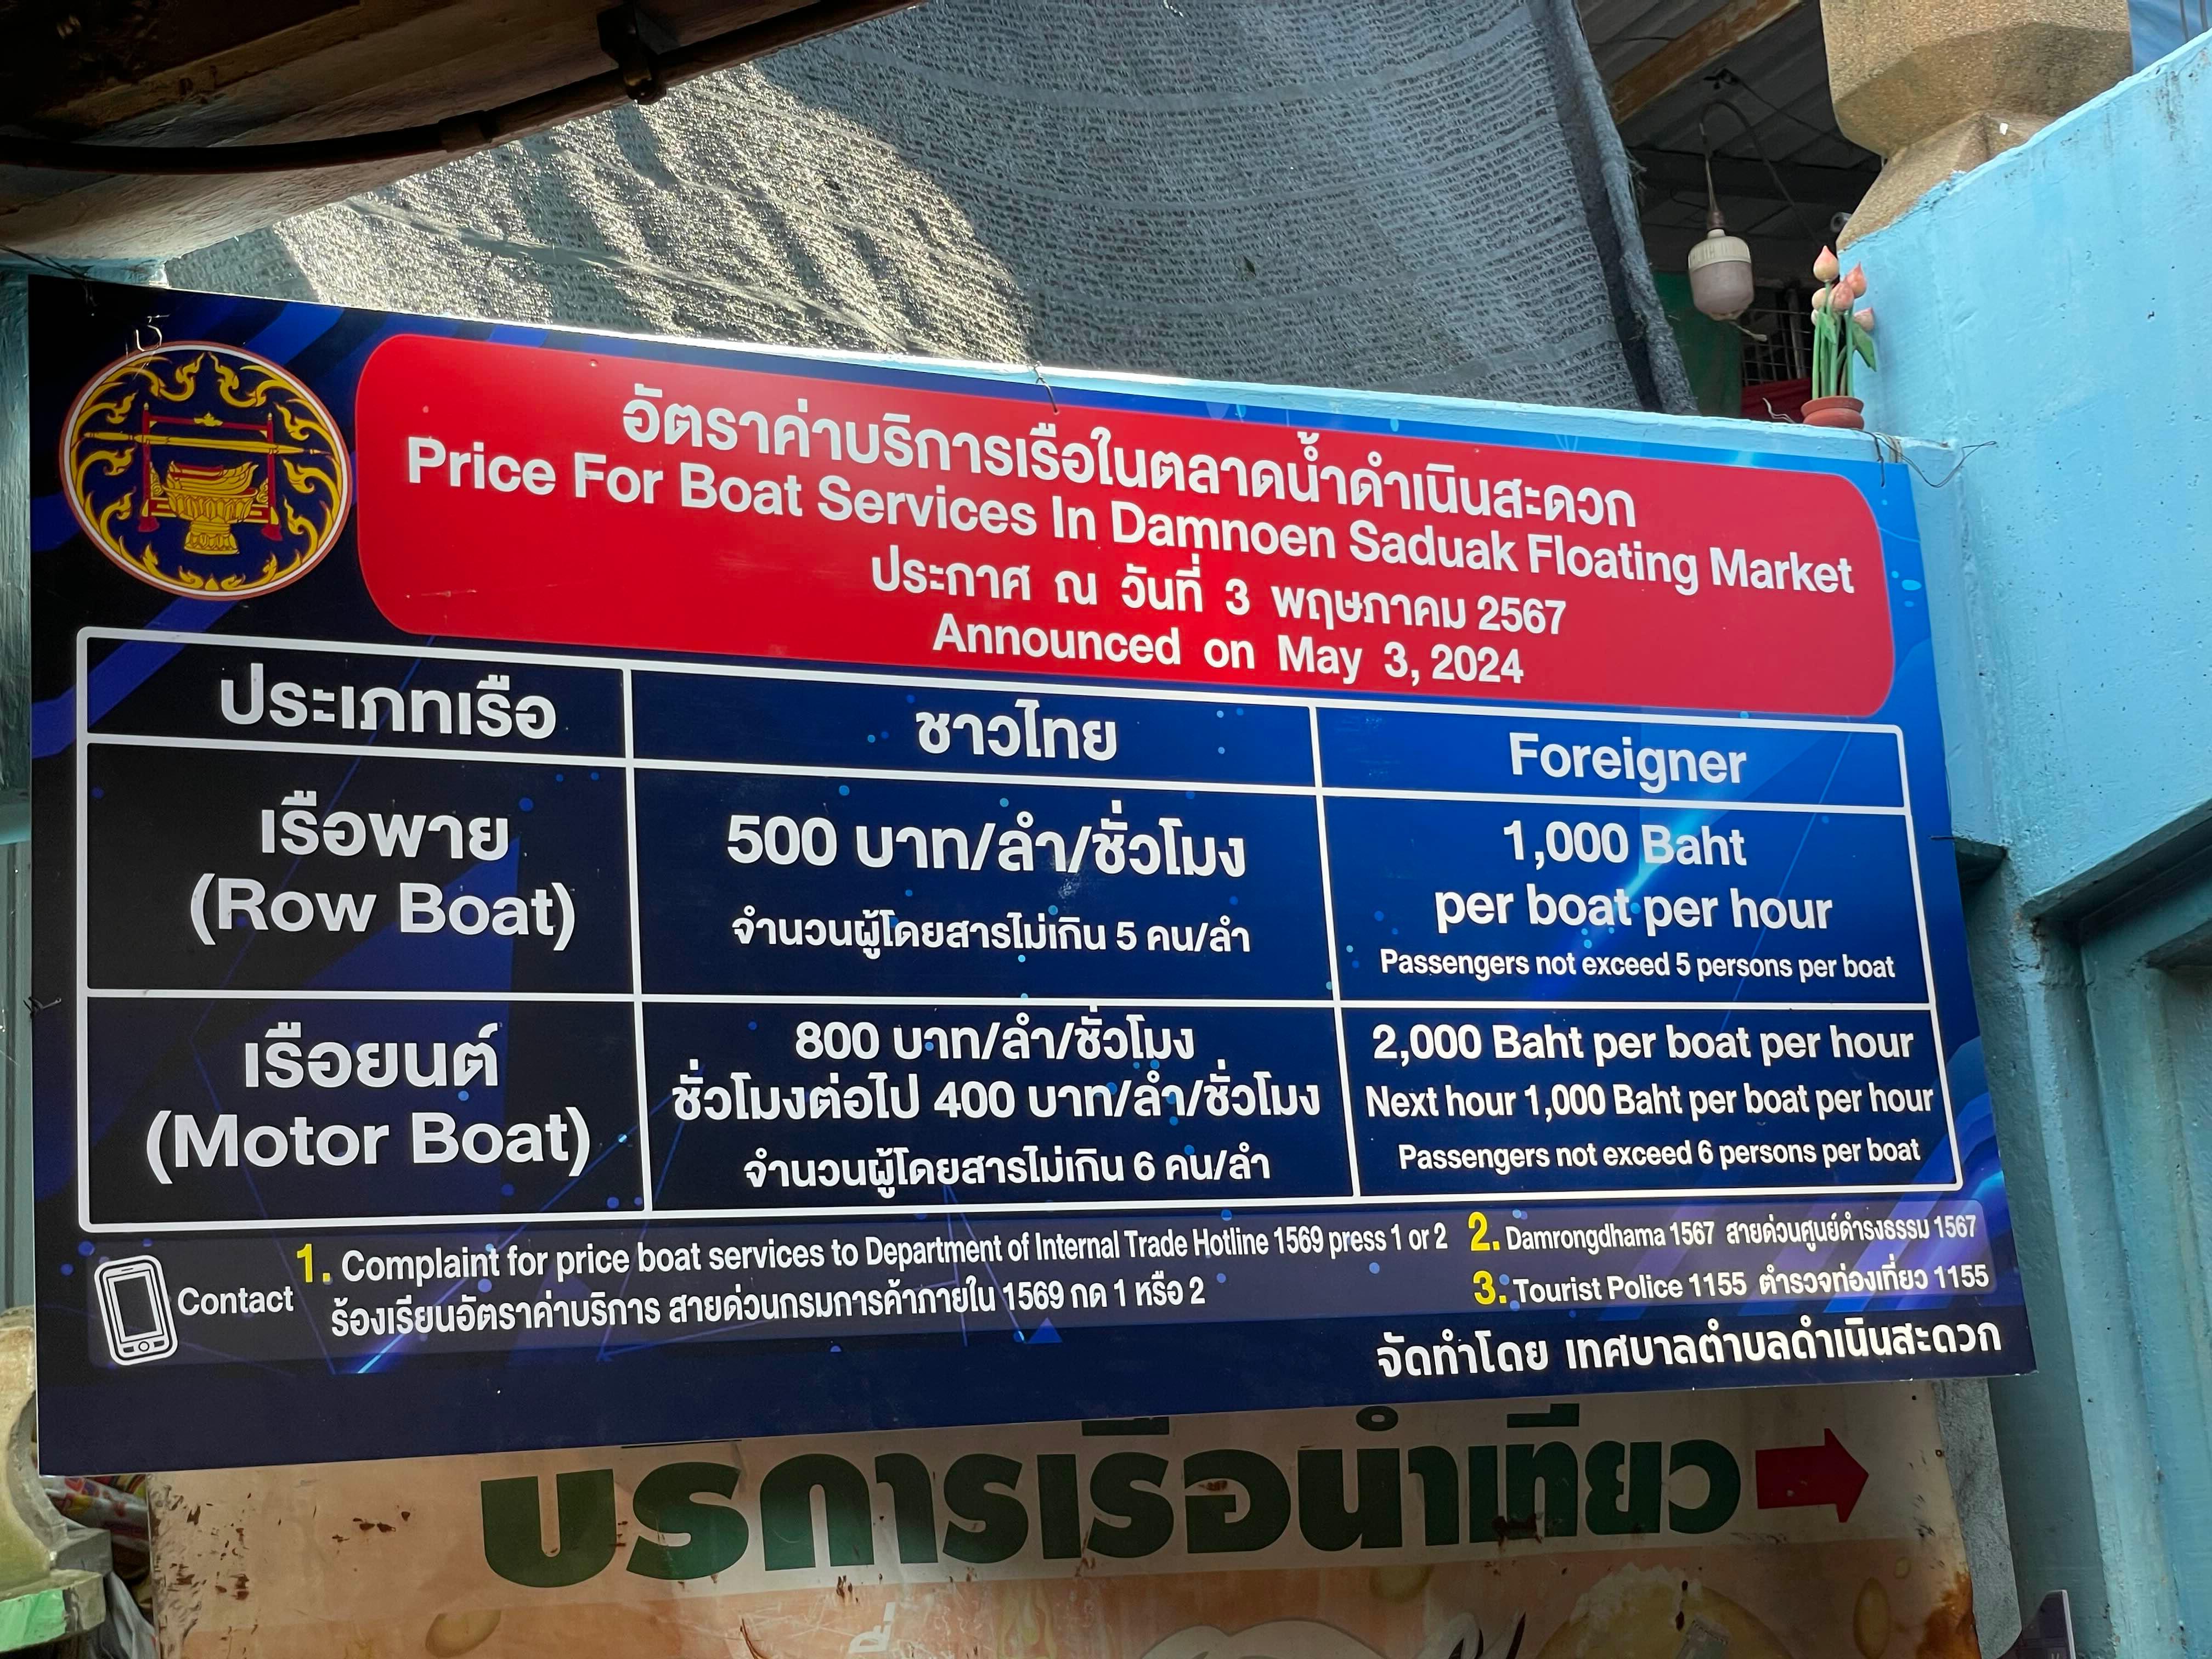 อัตราค่าบริการเรือในตลาดน้ำดำเนินสะดวก
Price For Boat Services In Damnoen Saduak Floating Market
ประกาศ ณ วันที่ 3 พฤษภาคม 2567
Announced on May 3, 2024
ประเภทเรือ
ชาวไทย
Foreigner
เรือพาย
(Row Boat)
500 บาท/ลำ/ชั่วโมง
จำนวนผู้โดยสารไม่เกิน 5 คน/ลำ
1,000 Baht
per boat per hour
Passengers not exceed 5 persons per boat
เรือยนต์
(Motor Boat)
800 บาท/ลำ/ชั่วโมง
ชั่วโมงต่อไป 400 บาท/ลำ/ชั่วโมง
จำนวนผู้โดยสารไม่เกิน 6 คน/ลำ
2,000 Baht per boat per hour
Next hour 1,000 Baht per boat per hour
Passengers not exceed 6 persons per boat
Contact
1. Complaint for price boat services to Department of Internal Trade Hotline 1569 press 1 or 2
ร้องเรียนอัตราค่าบริการ สายด่วนกรมการค้าภายใน 1569 กด 1 หรือ 2
2. Damrongdhama 1567 สายด่วนศูนย์ดำรงธรรม 1567
3. Tourist Police 1155 ตำรวจท่องเที่ยว 1155
จัดทำโดย เทศบาลตำบลดำเนินสะดวก
บริการเรือนำเที่ยว